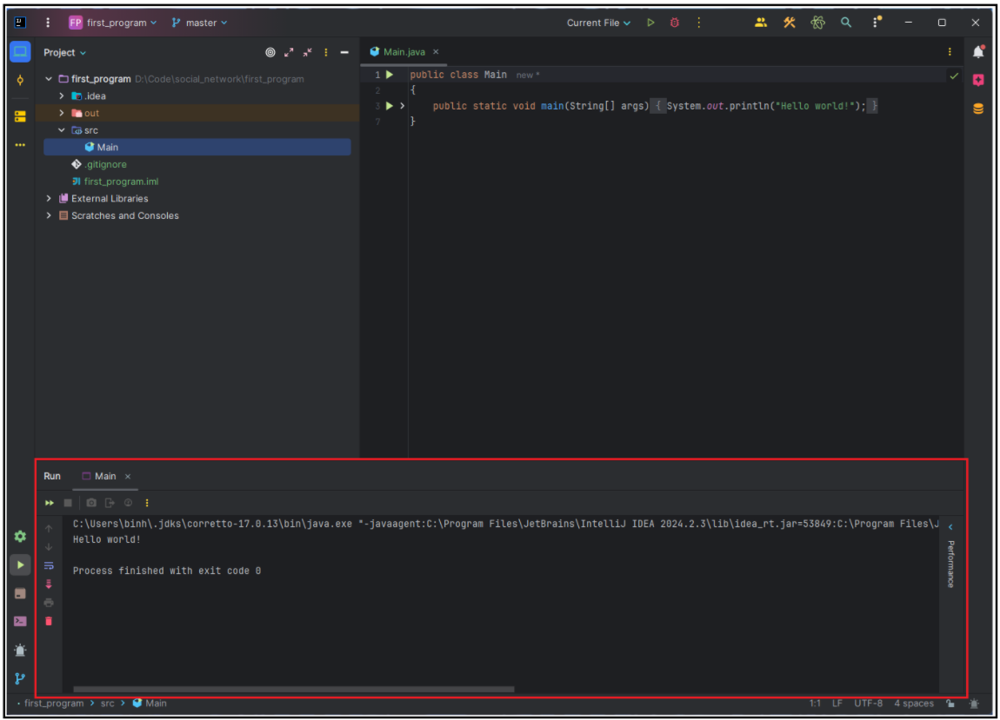 FP first_program master Current File
Project
Main.java
first_program D:\Code\social_network\first_program
.idea
out
src
Main
.gitignore
first_program.iml
External Libraries
Scratches and Consoles
1 public class Main new *
2 {
3 public static void main(String[] args) { System.out.println("Hello world!"); }
7 }
Run Main
C:\Users\binh\.jdks\corretto-17.0.13\bin\java.exe "-javaagent:C:\Program Files\JetBrains\IntelliJ IDEA 2024.2.3\lib\idea_rt.jar=53849:C:\Program Files\J
Hello world!
Process finished with exit code 0
Performance
first_program > src > Main 1:1 LF UTF-8 4 spaces